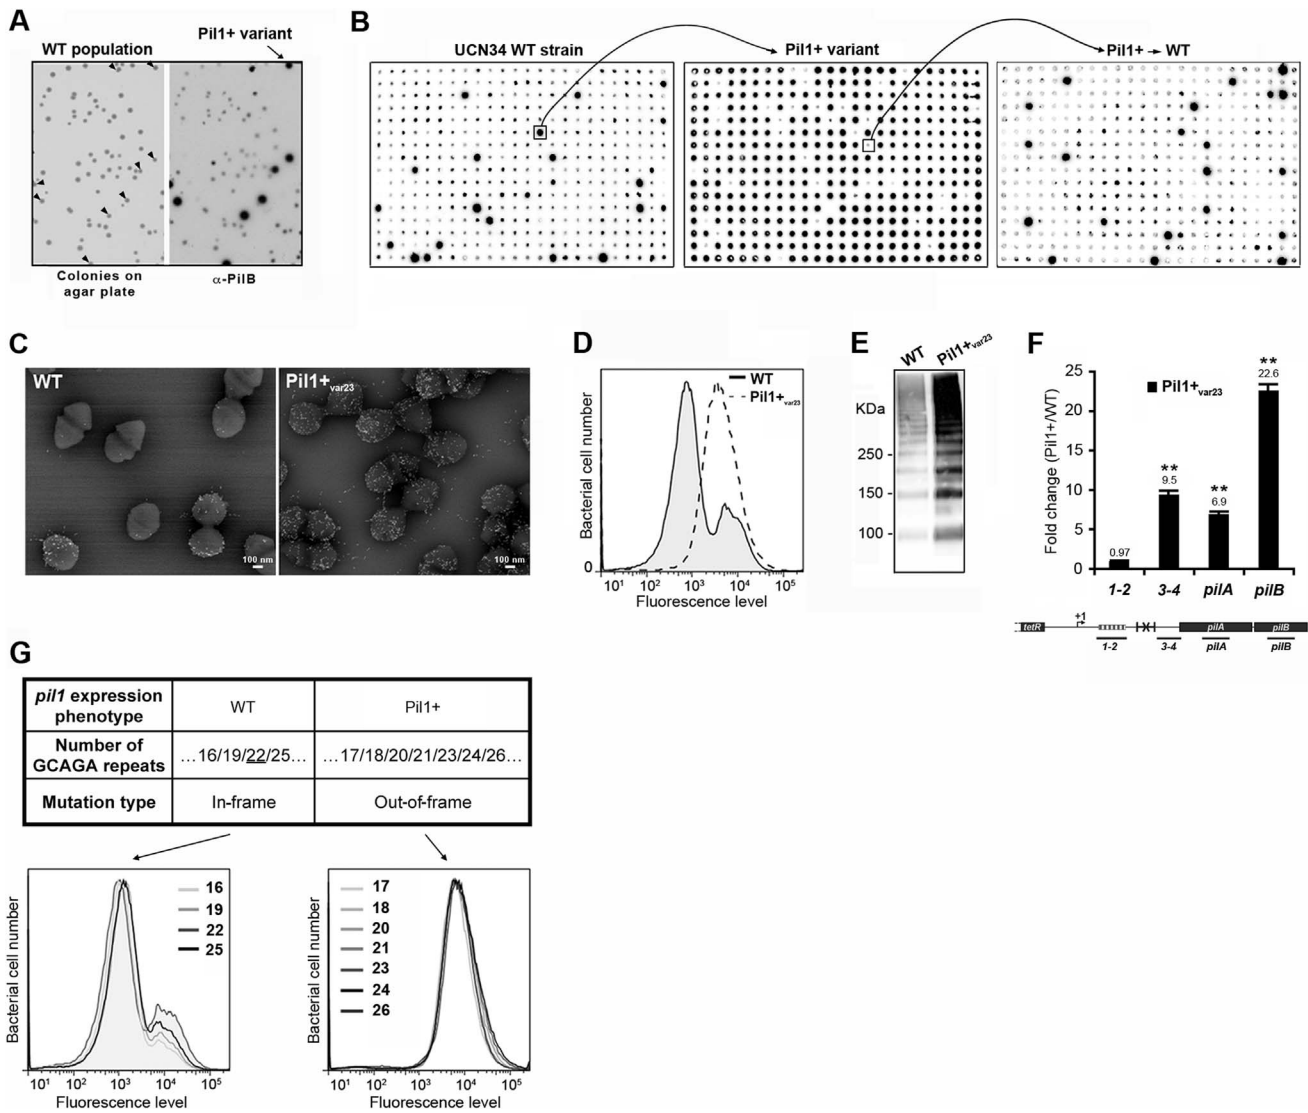 A
WT population
Pil1+ variant
Colonies on
agar plate
α-PilB
B
UCN34 WT strain
Pil1+ variant
Pil1+ → WT
C
WT
100 nm
Pil1+var23
100 nm
D
WT
Pil1+var23
Bacterial cell number
0
10¹ 10² 10³ 10⁴ 10⁵
Fluorescence level
E
WT
Pil1+var23
KDa
250 -
150 -
100 -
F
Pil1+var23
Fold change (Pil1+/WT)
25
20
15
10
5
0
0.97
**
9.5
**
6.9
**
22.6
1-2 3-4 pilA pilB
tetR +1 pilA pilB
1-2 3-4 pilA pilB
G
pil1 expression
phenotype
WT
Pil1+
Number of
GCAGA repeats
...16/19/22/25...
...17/18/20/21/23/24/26...
Mutation type
In-frame
Out-of-frame
Bacterial cell number
16
19
22
25
10¹ 10² 10³ 10⁴ 10⁵
Fluorescence level
Bacterial cell number
17
18
20
21
23
24
26
10¹ 10² 10³ 10⁴ 10⁵
Fluorescence level